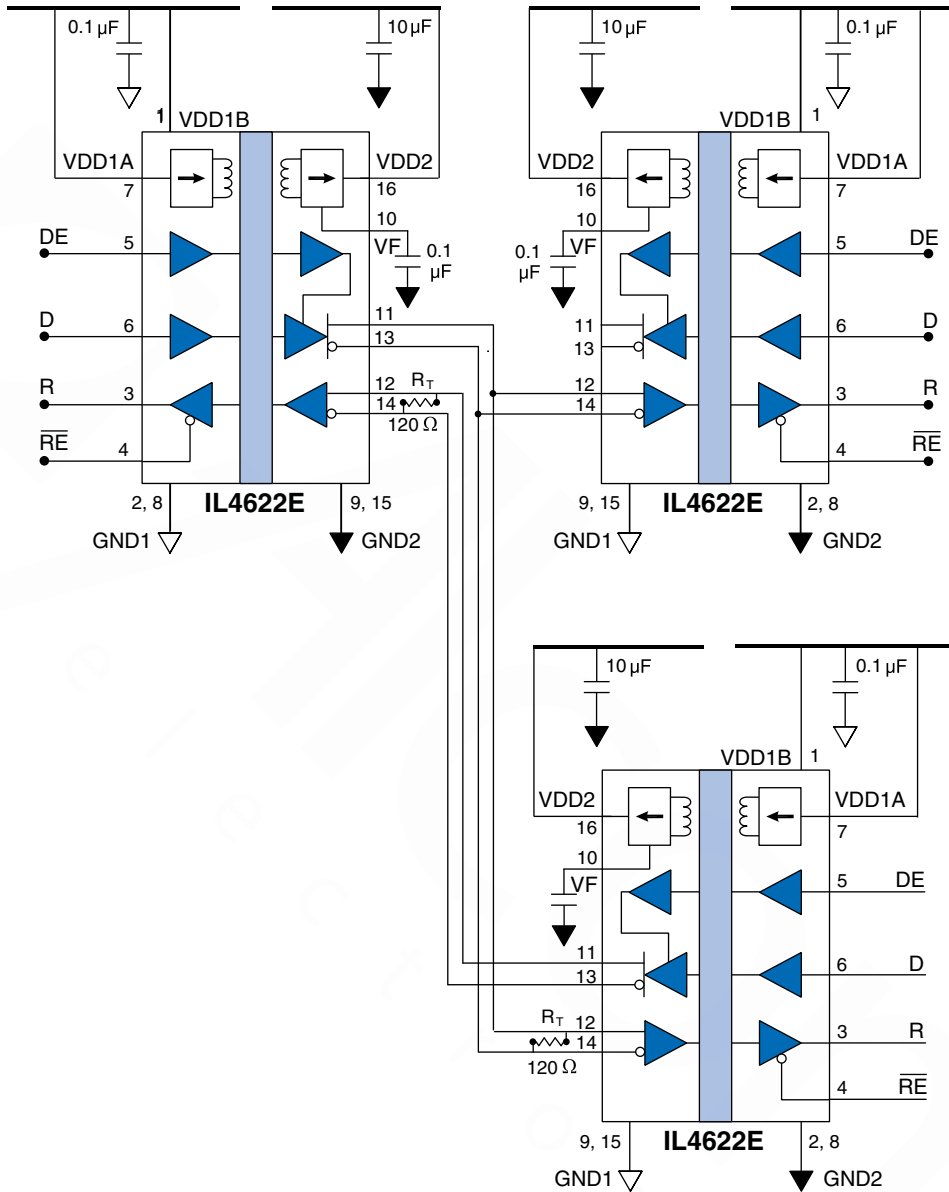 0.1 µF
10 µF
1
VDD1B
VDD1A
7
VDD2
16
10
VF
0.1
µF
DE
5
D
6
R
3
RE
4
11
13
12
14
RT
120 Ω
2, 8
IL4622E
9, 15
GND1
GND2
10 µF
0.1 µF
VDD1B
1
VDD2
16
VDD1A
7
10
VF
0.1
µF
5
DE
11
13
6
D
12
14
3
R
4
RE
9, 15
IL4622E
2, 8
GND1
GND2
10 µF
0.1 µF
VDD1B
1
VDD2
16
VDD1A
7
10
VF
5
DE
11
13
6
D
RT
12
14
120 Ω
3
R
4
RE
9, 15
IL4622E
2, 8
GND1
GND2